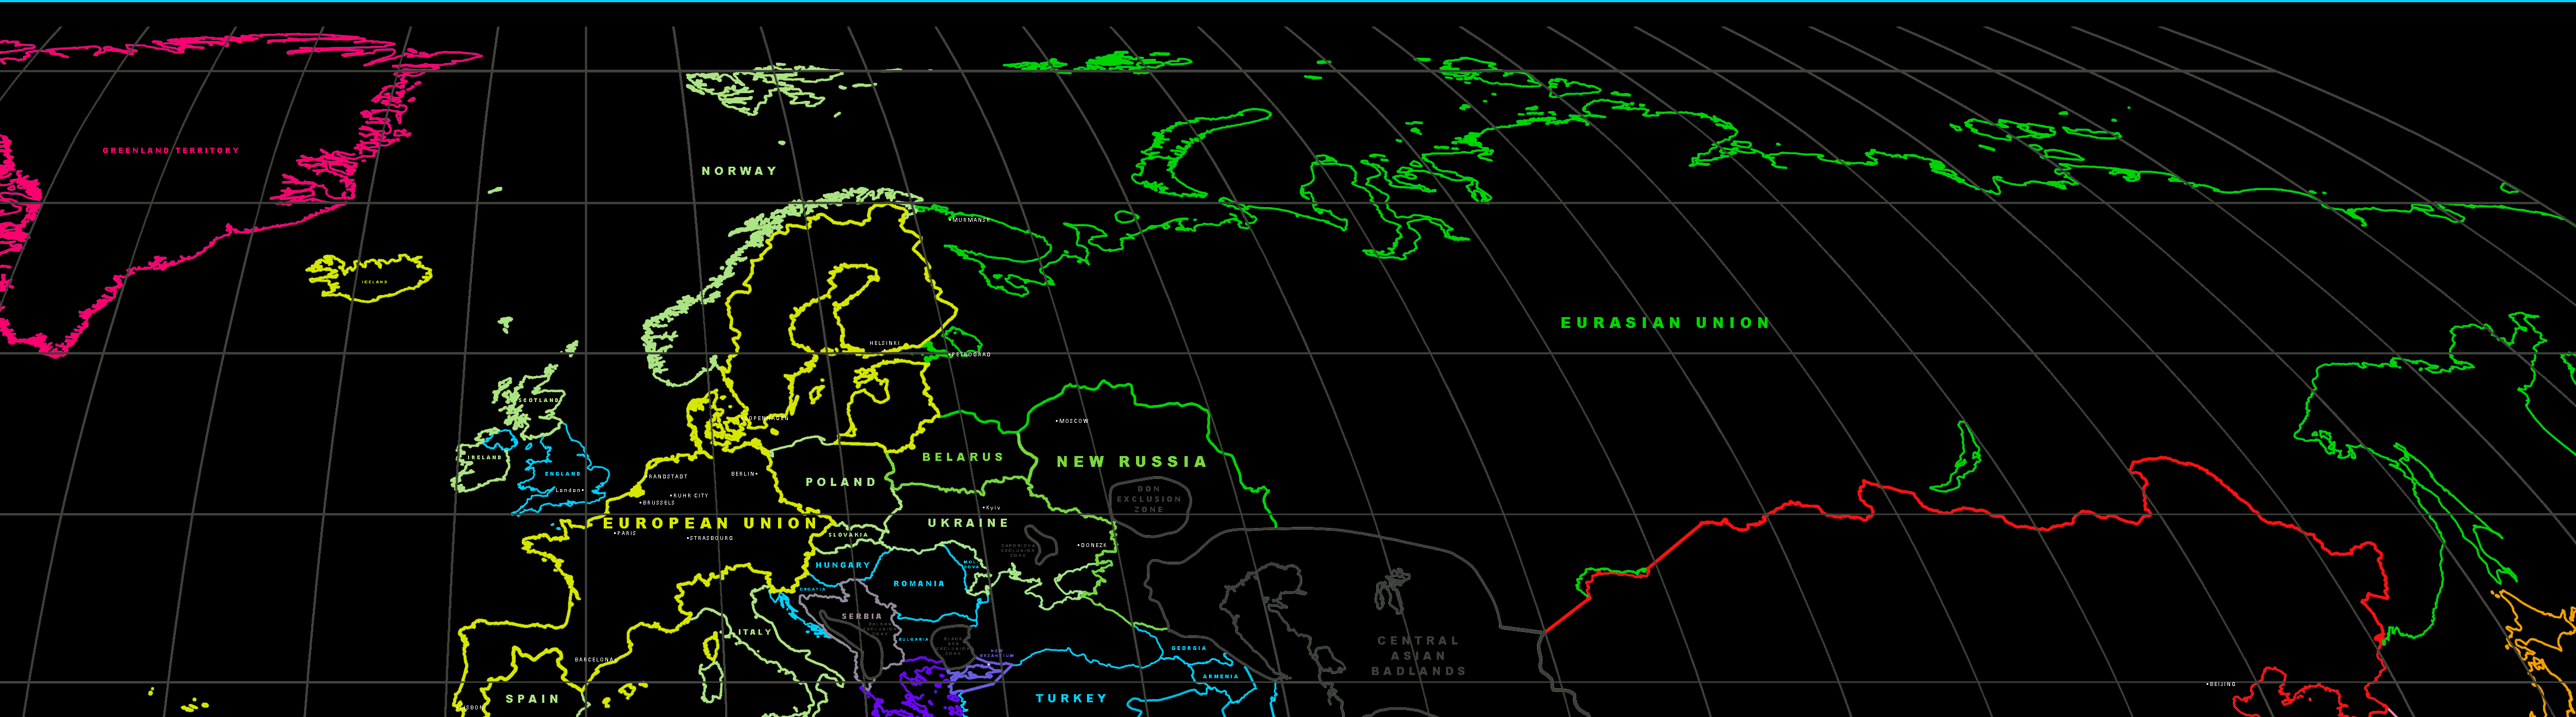 GREENLAND TERRITORY
NORWAY
MURMANSK
ICELAND
EURASIAN UNION
HELSINKI
PETROGRAD
SCOTLAND
COPENHAGEN
MOSCOW
IRELAND
BELARUS
NEW RUSSIA
ENGLAND
RANDSTADT
BERLIN
POLAND
London
RUHR CITY
BRUSSELS
DON
EXCLUSION
ZONE
Kyiv
EUROPEAN UNION
UKRAINE
PARIS
STRASBOURG
SLOVAKIA
DONEZK
HUNGARY
ROMANIA
CROATIA
SERBIA
ITALY
BULGARIA
CENTRAL
ASIAN
BADLANDS
GEORGIA
BARCELONA
ARMENIA
BEIJING
SPAIN
TURKEY